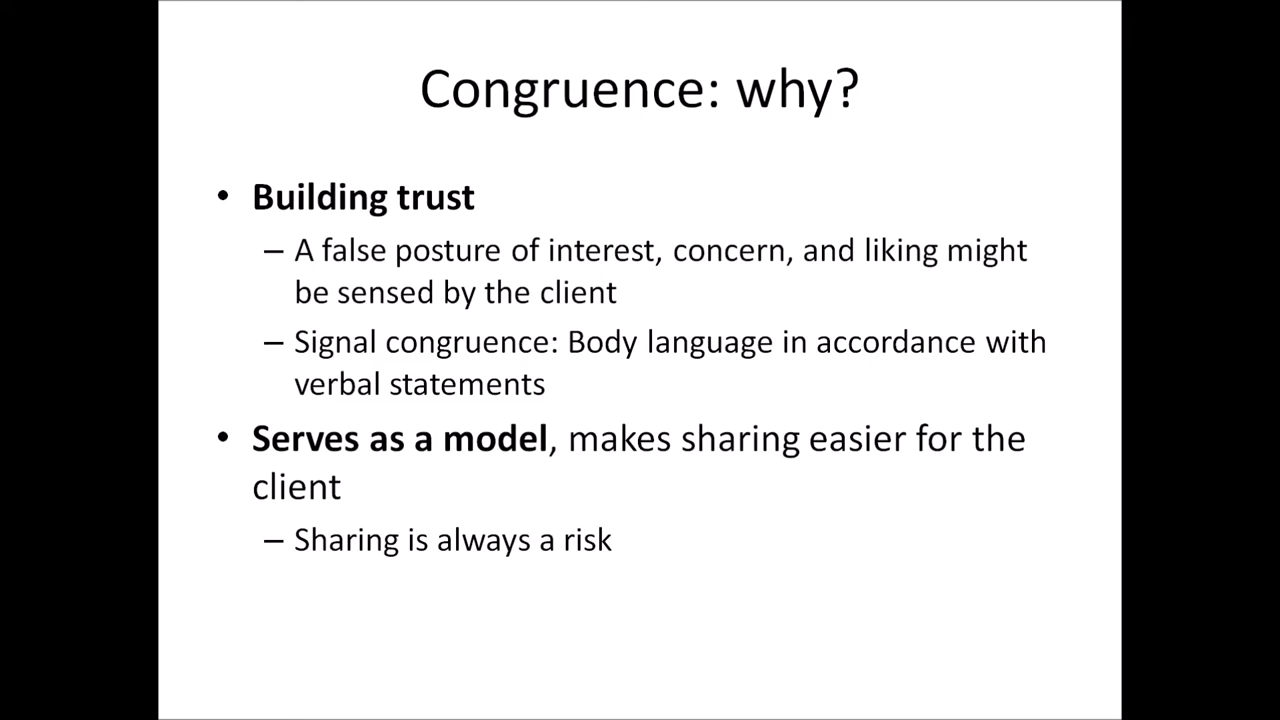 Congruence: why?
• Building trust
– A false posture of interest, concern, and liking might
be sensed by the client
– Signal congruence: Body language in accordance with
verbal statements
• Serves as a model, makes sharing easier for the
client
– Sharing is always a risk